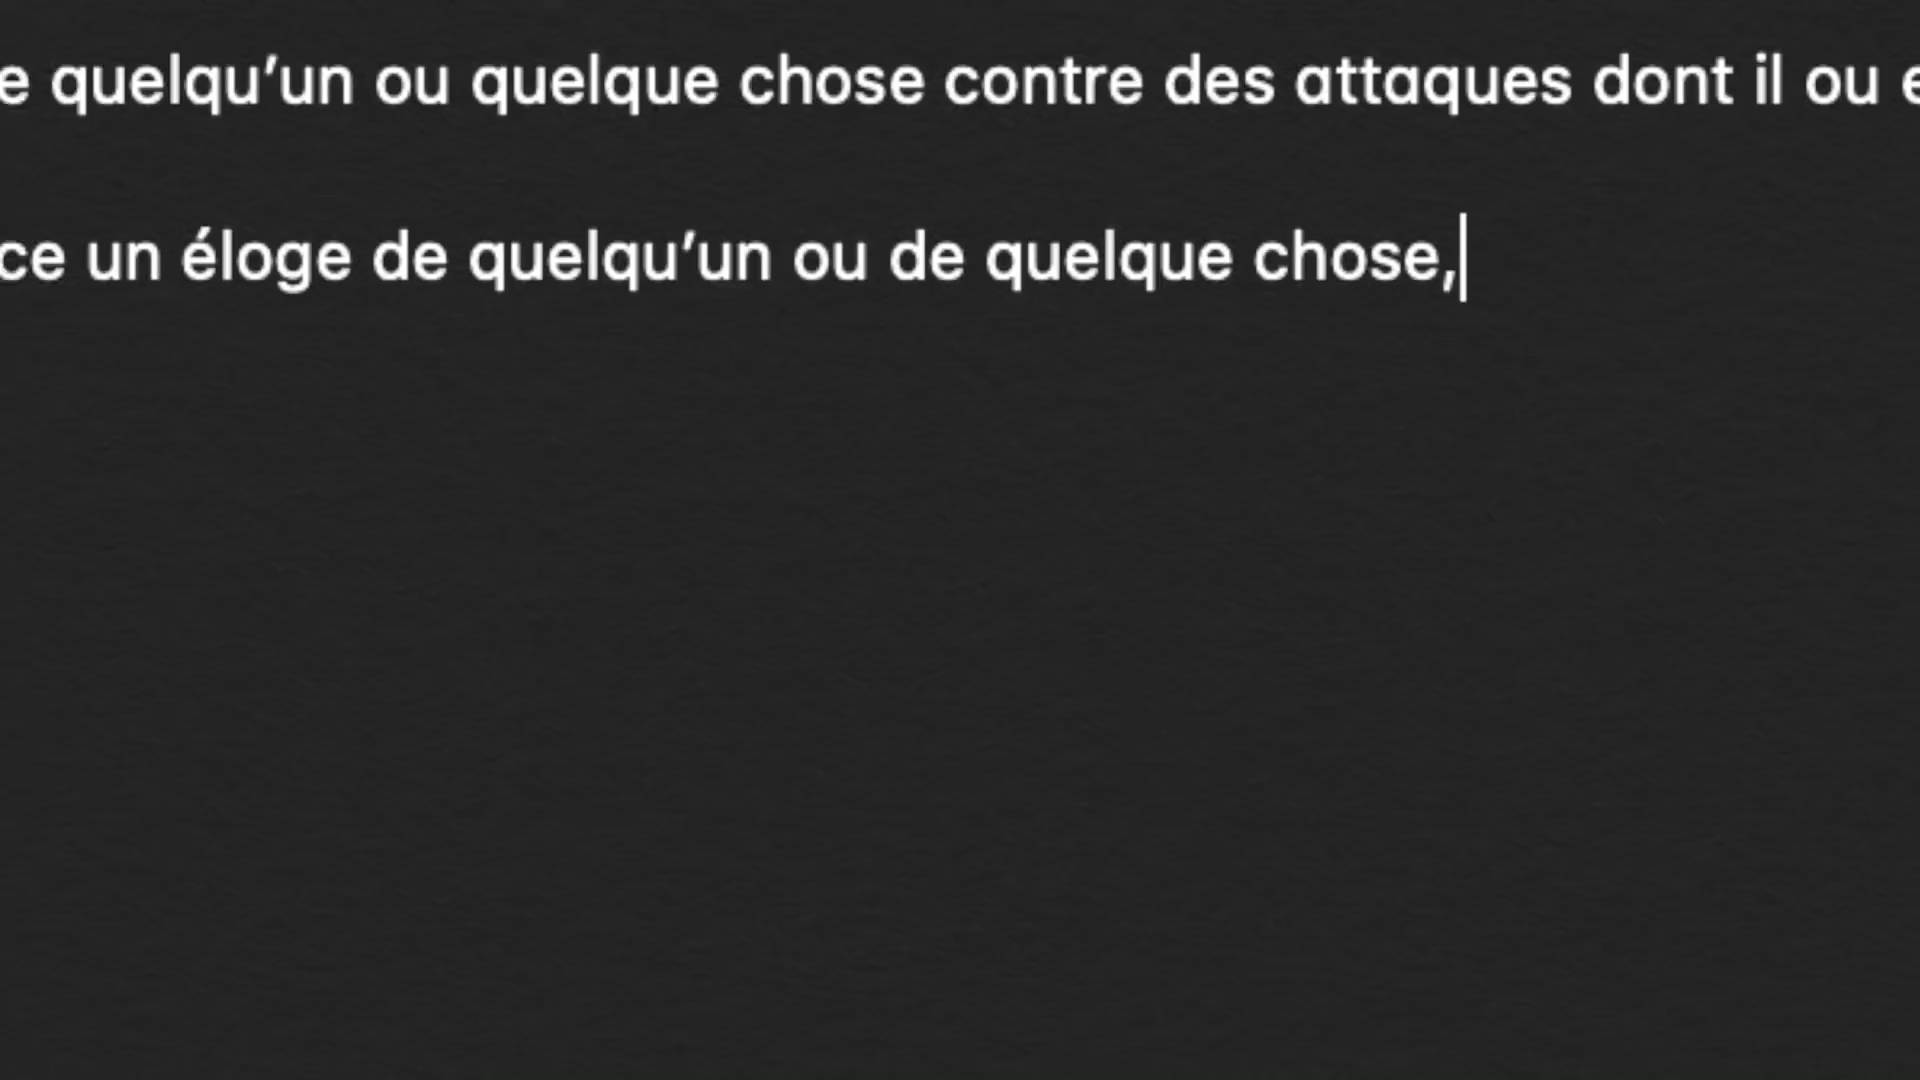 e quelqu’un ou quelque chose contre des attaques dont il ou e
ce un éloge de quelqu’un ou de quelque chose,